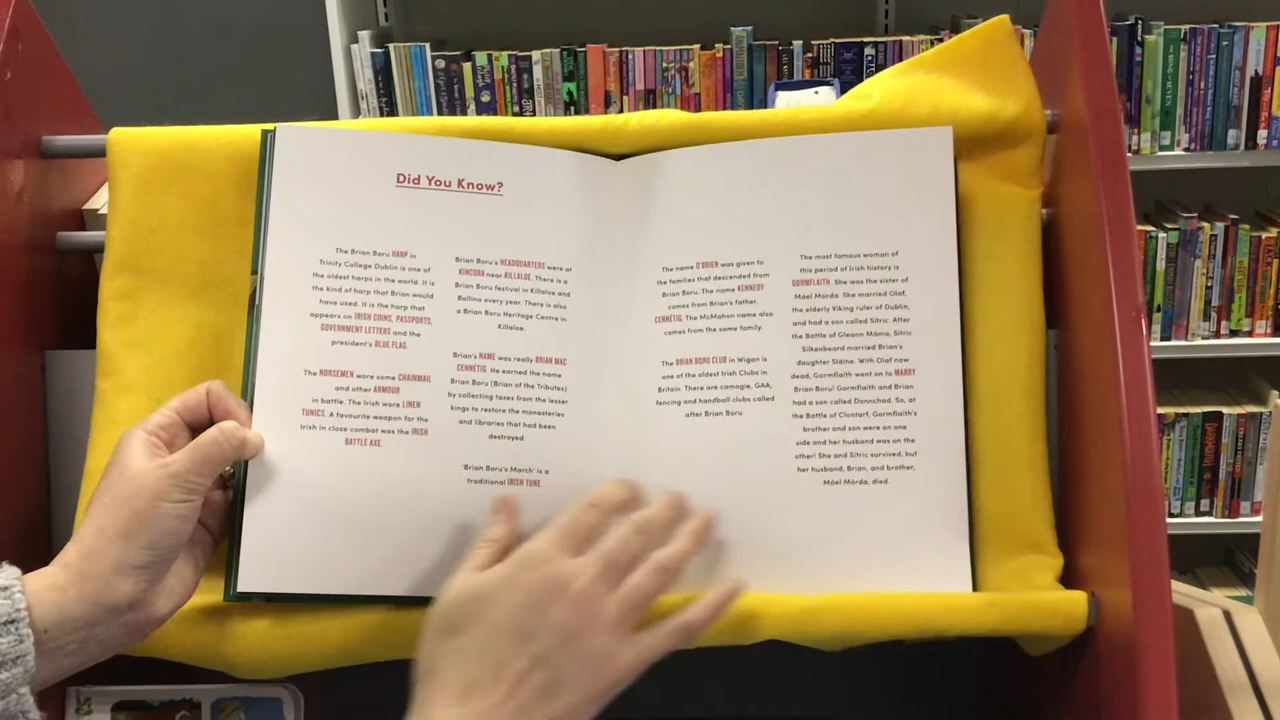 Did You Know?
The Brian Boru HARP in
Trinity College Dublin is one of
the oldest harps in the world. It is
the kind of harp that Brian would
have used. It is the harp that
appears on IRISH COINS, PASSPORTS,
GOVERNMENT LETTERS and the
president's BLUE FLAG.
The NORSEMEN wore some CHAINMAIL
and other ARMOUR
in battle. The Irish wore LINEN
TUNICS. A favourite weapon for the
Irish in close combat was the IRISH
BATTLE AXE.
Brian Boru's HEADQUARTERS were at
KINCORA near KILLALOE. There is a
Brian Boru festival in Killaloe and
Ballina every year. There is also
a Brian Boru Heritage Centre in
Killaloe.
Brian's NAME was really BRIAN MAC
CENNÉTIG. He earned the name
Brian Boru (Brian of the Tributes)
by collecting taxes from the lesser
kings to restore the monasteries
and libraries that had been
destroyed.
'Brian Boru's March' is a
traditional IRISH TUNE.
The name O'BRIEN was given to
the families that descended from
Brian Boru. The name KENNEDY
comes from Brian's father,
CENNÉTIG. The McMahon name also
comes from the same family.
The BRIAN BORU CLUB in Wigan is
one of the oldest Irish Clubs in
Britain. There are camogie, GAA,
fencing and handball clubs called
after Brian Boru.
The most famous woman of
this period of Irish history is
GORMFLAITH. She was the sister of
Máel Mórda. She married Olaf,
the elderly Viking ruler of Dublin,
and had a son called Sitric. After
the Battle of Gleann Máma, Sitric
Silkenbeard married Brian's
daughter Sláine. With Olaf now
dead, Gormflaith went on to MARRY
Brian Boru! Gormflaith and Brian
had a son called Donnchad. So, at
the Battle of Clontarf, Gormflaith's
brother and son were on one
side and her husband was on the
other! She and Sitric survived, but
her husband, Brian, and brother,
Máel Mórda, died.